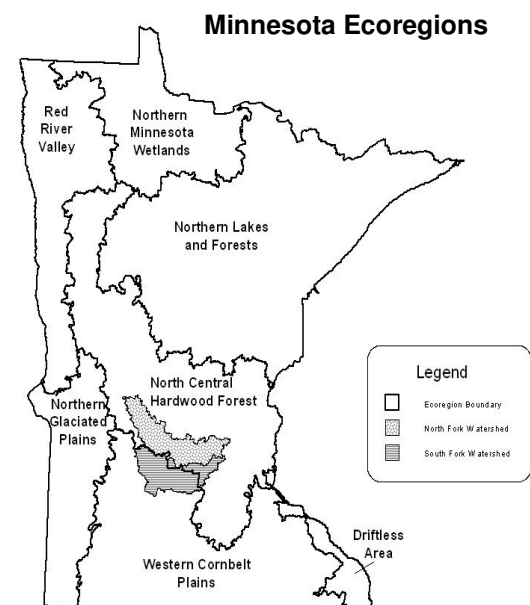 Minnesota Ecoregions
Red
River
Valley
Northern
Minnesota
Wetlands
Northern Lakes
and Forests
North Central
Hardwood Forest
Northern
Glaciated
Plains
Legend
Ecoregion Boundary
North Fork Watershed
South Fork Watershed
Driftless
Area
Western Cornbelt
Plains